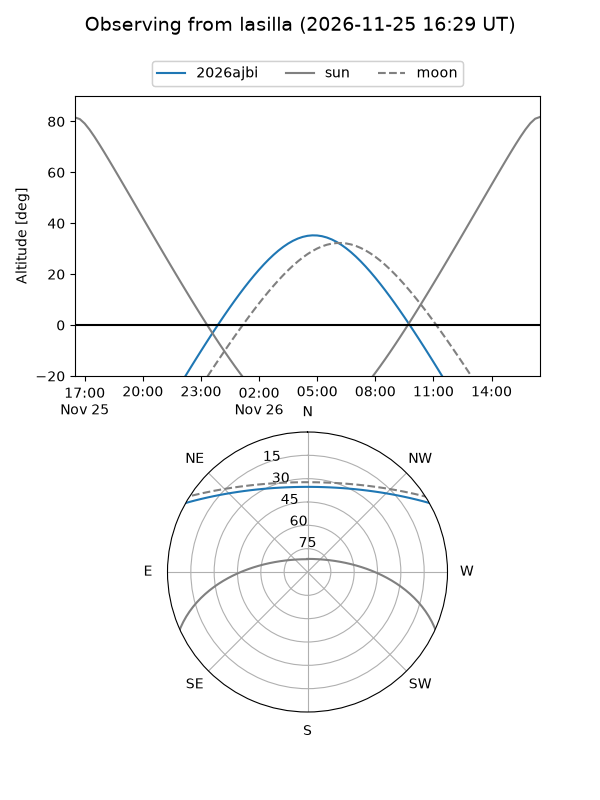 Observing from lasilla (2026-11-25 16:29 UT)
2026ajbi sun moon
Altitude [deg]
80
60
40
20
0
−20
17:00 20:00 23:00 02:00 05:00 08:00 11:00 14:00
Nov 25 Nov 26
N
NE NW
15
30
45
60
75
E W
SE SW
S